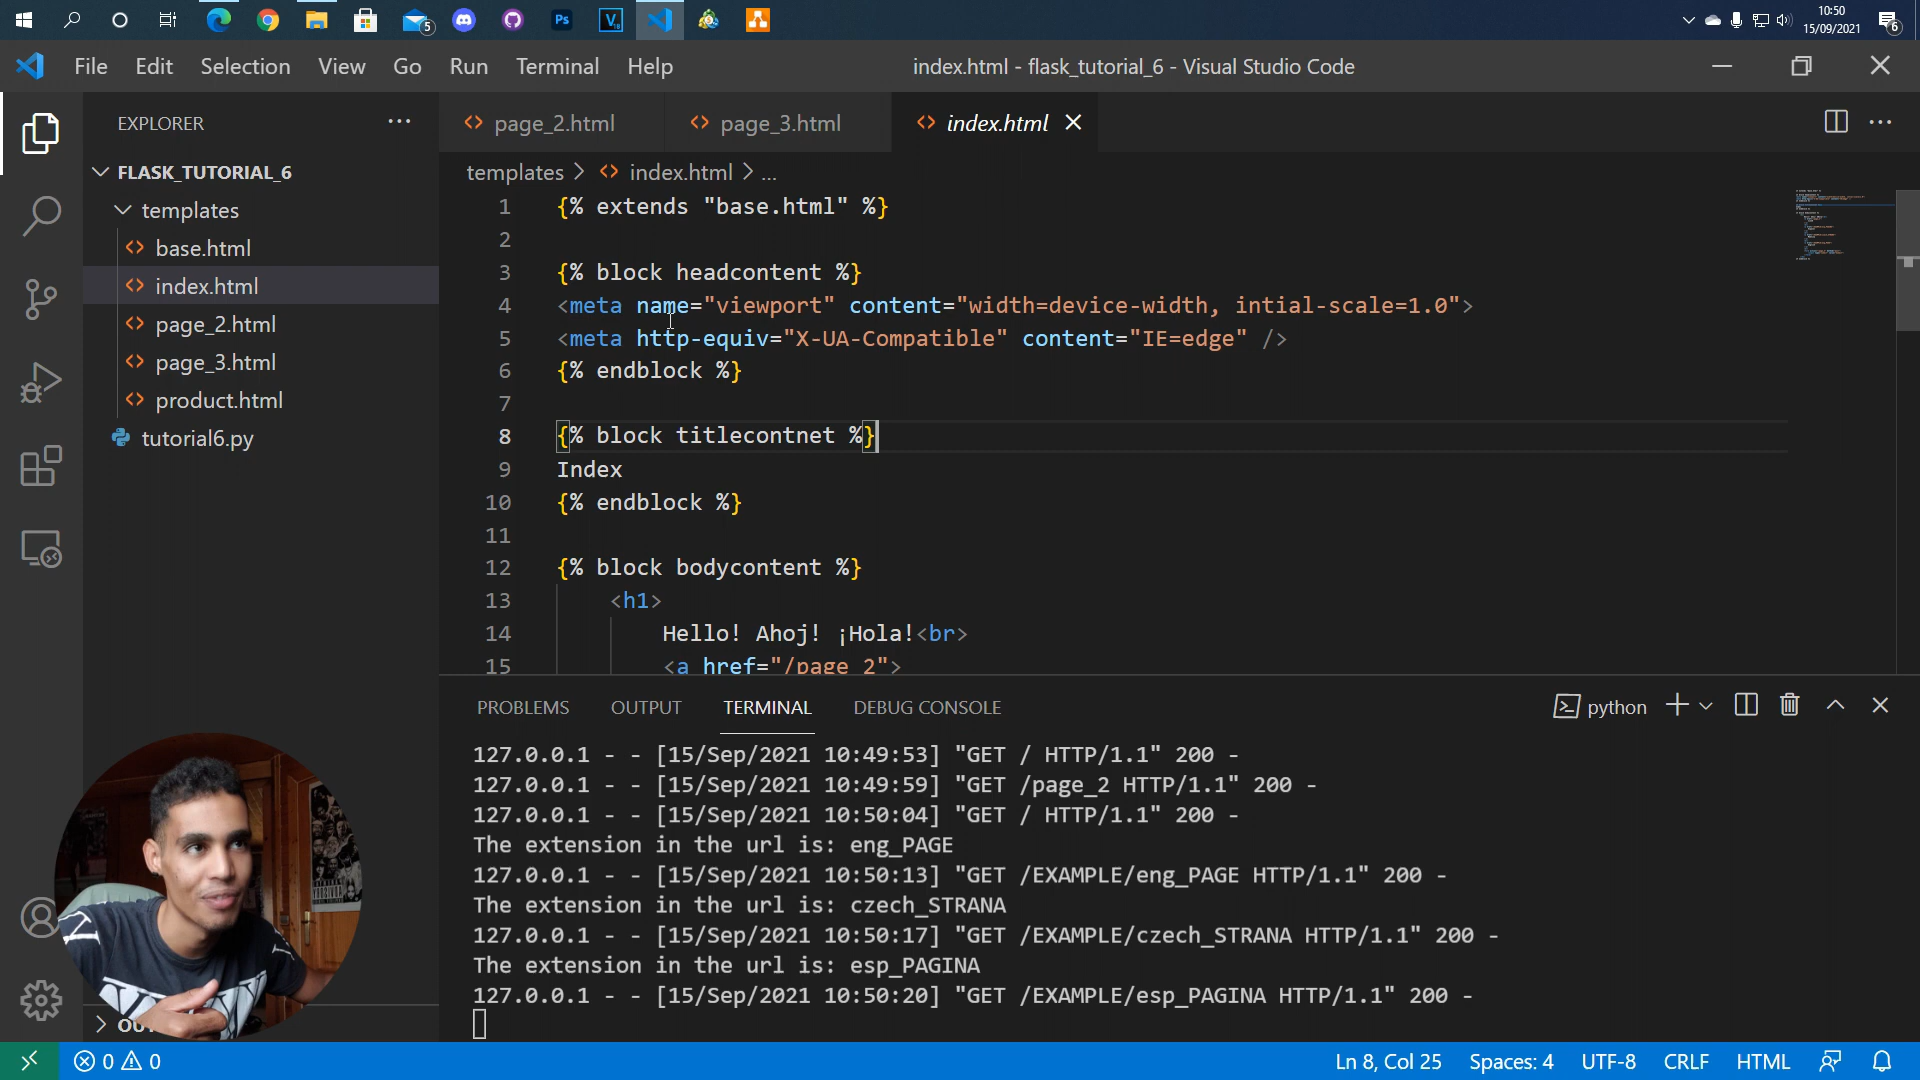 5
Ps
10:50
15/09/2021
6
File Edit Selection View Go Run Terminal Help
index.html - flask_tutorial_6 - Visual Studio Code
EXPLORER
page_2.html
page_3.html
index.html
FLASK_TUTORIAL_6
templates
base.html
index.html
page_2.html
page_3.html
product.html
tutorial6.py
templates > index.html > ...
1 {% extends "base.html" %}
2
3 {% block headcontent %}
4 <meta name="viewport" content="width=device-width, intial-scale=1.0">
5 <meta http-equiv="X-UA-Compatible" content="IE=edge" />
6 {% endblock %}
7
8 {% block titlecontnet %}
9 Index
10 {% endblock %}
11
12 {% block bodycontent %}
13 <h1>
14 Hello! Ahoj! ¡Hola!<br>
15 <a href="/page_2">
PROBLEMS OUTPUT TERMINAL DEBUG CONSOLE
python
127.0.0.1 - - [15/Sep/2021 10:49:53] "GET / HTTP/1.1" 200 -
127.0.0.1 - - [15/Sep/2021 10:49:59] "GET /page_2 HTTP/1.1" 200 -
127.0.0.1 - - [15/Sep/2021 10:50:04] "GET / HTTP/1.1" 200 -
The extension in the url is: eng_PAGE
127.0.0.1 - - [15/Sep/2021 10:50:13] "GET /EXAMPLE/eng_PAGE HTTP/1.1" 200 -
The extension in the url is: czech_STRANA
127.0.0.1 - - [15/Sep/2021 10:50:17] "GET /EXAMPLE/czech_STRANA HTTP/1.1" 200 -
The extension in the url is: esp_PAGINA
127.0.0.1 - - [15/Sep/2021 10:50:20] "GET /EXAMPLE/esp_PAGINA HTTP/1.1" 200 -
0 0
Ln 8, Col 25 Spaces: 4 UTF-8 CRLF HTML